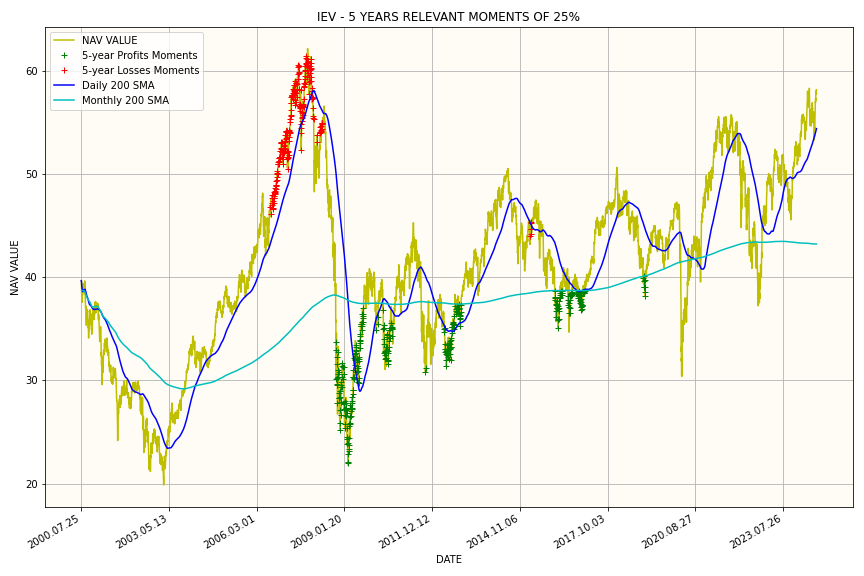 IEV - 5 YEARS RELEVANT MOMENTS OF 25%
NAV VALUE
5-year Profits Moments
5-year Losses Moments
Daily 200 SMA
Monthly 200 SMA
60
50
40
30
20
NAV VALUE
2000.07.25
2003.05.13
2006.03.01
2009.01.20
2011.12.12
2014.11.06
2017.10.03
2020.08.27
2023.07.26
DATE